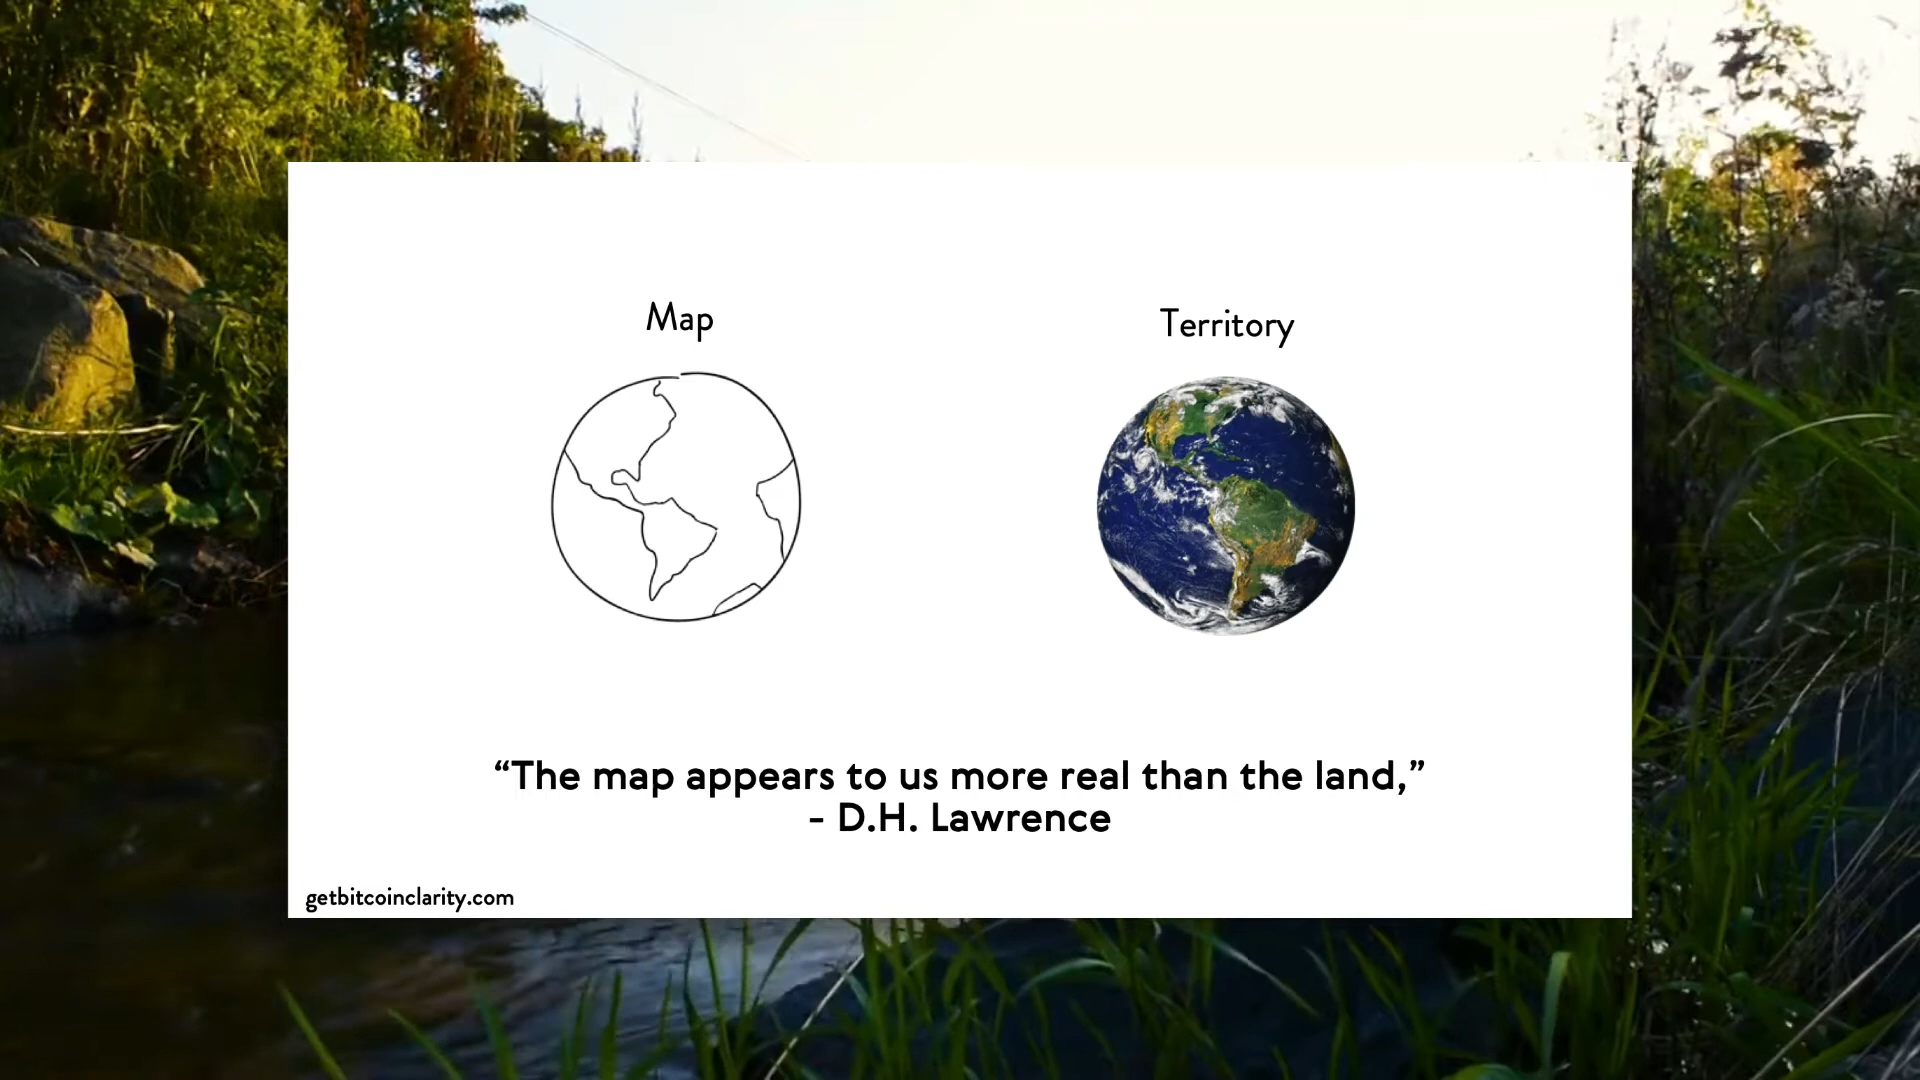 Map
Territory
“The map appears to us more real than the land,”
- D.H. Lawrence
getbitcoinclarity.com